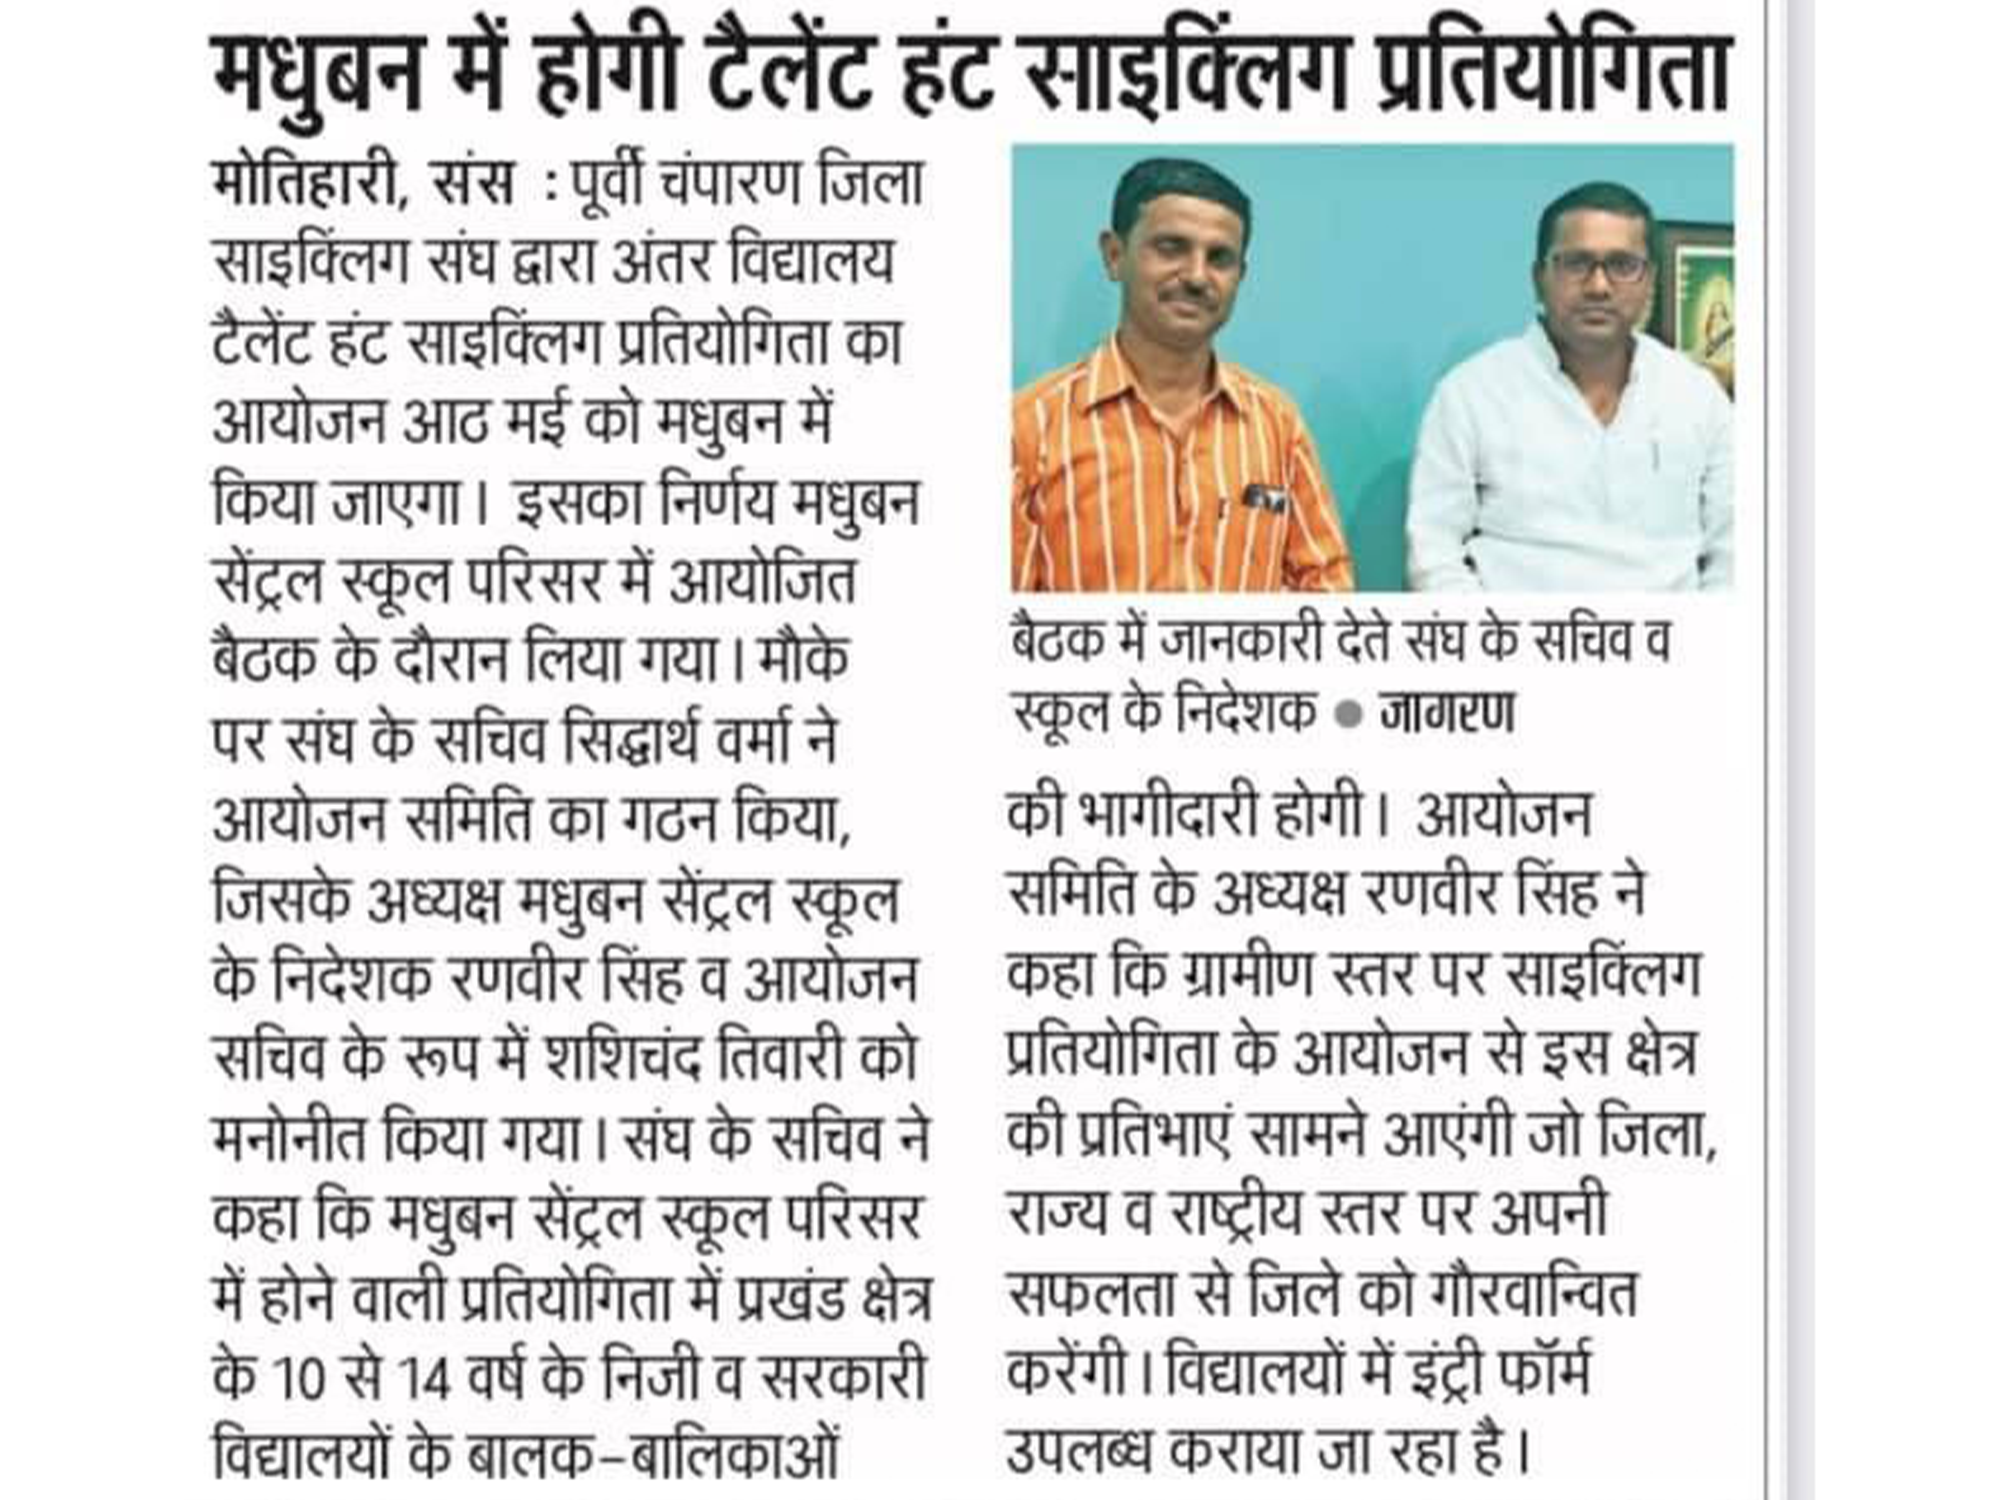 मधुबन में होगी टैलेंट हंट साइक्लिंग प्रतियोगिता
मोतिहारी, संस : पूर्वी चंपारण जिला
साइक्लिंग संघ द्वारा अंतर विद्यालय
टैलेंट हंट साइक्लिंग प्रतियोगिता का
आयोजन आठ मई को मधुबन में
किया जाएगा। इसका निर्णय मधुबन
सेंट्रल स्कूल परिसर में आयोजित
बैठक के दौरान लिया गया। मौके
पर संघ के सचिव सिद्धार्थ वर्मा ने
आयोजन समिति का गठन किया,
जिसके अध्यक्ष मधुबन सेंट्रल स्कूल
के निदेशक रणवीर सिंह व आयोजन
सचिव के रूप में शशिचंद तिवारी को
मनोनीत किया गया। संघ के सचिव ने
कहा कि मधुबन सेंट्रल स्कूल परिसर
में होने वाली प्रतियोगिता में प्रखंड क्षेत्र
के 10 से 14 वर्ष के निजी व सरकारी
विद्यालयों के बालक-बालिकाओं
बैठक में जानकारी देते संघ के सचिव व
स्कूल के निदेशक ● जागरण
की भागीदारी होगी। आयोजन
समिति के अध्यक्ष रणवीर सिंह ने
कहा कि ग्रामीण स्तर पर साइक्लिंग
प्रतियोगिता के आयोजन से इस क्षेत्र
की प्रतिभाएं सामने आएंगी जो जिला,
राज्य व राष्ट्रीय स्तर पर अपनी
सफलता से जिले को गौरवान्वित
करेंगी। विद्यालयों में इंट्री फॉर्म
उपलब्ध कराया जा रहा है।